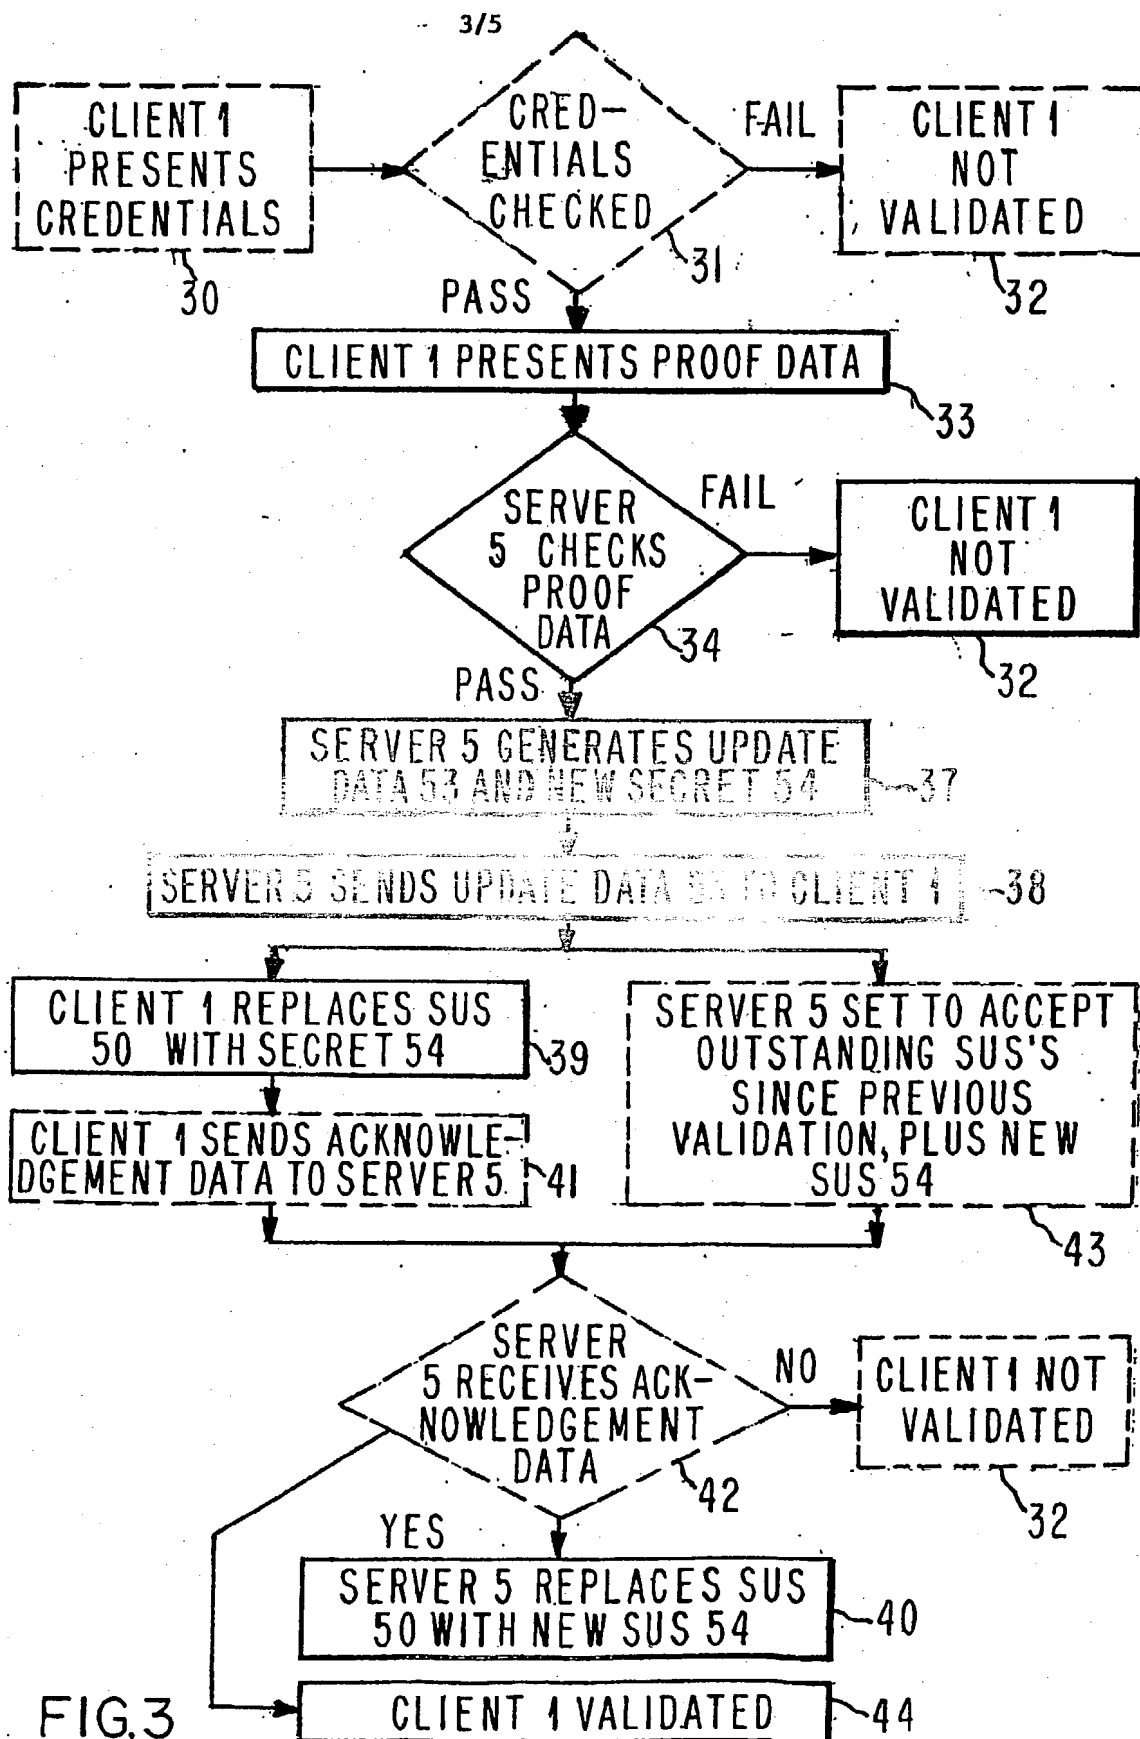 3/5
CLIENT 1
PRESENTS
CREDENTIALS
30
CRED-
ENTIALS
CHECKED
31
FAIL
CLIENT 1
NOT
VALIDATED
32
PASS
CLIENT 1 PRESENTS PROOF DATA
33
SERVER
5 CHECKS
PROOF
DATA
34
FAIL
CLIENT 1
NOT
VALIDATED
32
PASS
SERVER 5 GENERATES UPDATE
DATA 53 AND NEW SECRET 54
37
SERVER 5 SENDS UPDATE DATA 53 TO CLIENT 1
38
CLIENT 1 REPLACES SUS
50 WITH SECRET 54
39
CLIENT 1 SENDS ACKNOWLE-
DGEMENT DATA TO SERVER 5.
41
SERVER 5 SET TO ACCEPT
OUTSTANDING SUS'S
SINCE PREVIOUS
VALIDATION, PLUS NEW
SUS 54
43
SERVER
5 RECEIVES ACK-
NOWLEDGEMENT
DATA
42
NO
CLIENT 1 NOT
VALIDATED
32
YES
SERVER 5 REPLACES SUS
50 WITH NEW SUS 54
40
CLIENT 1 VALIDATED
44
FIG.3